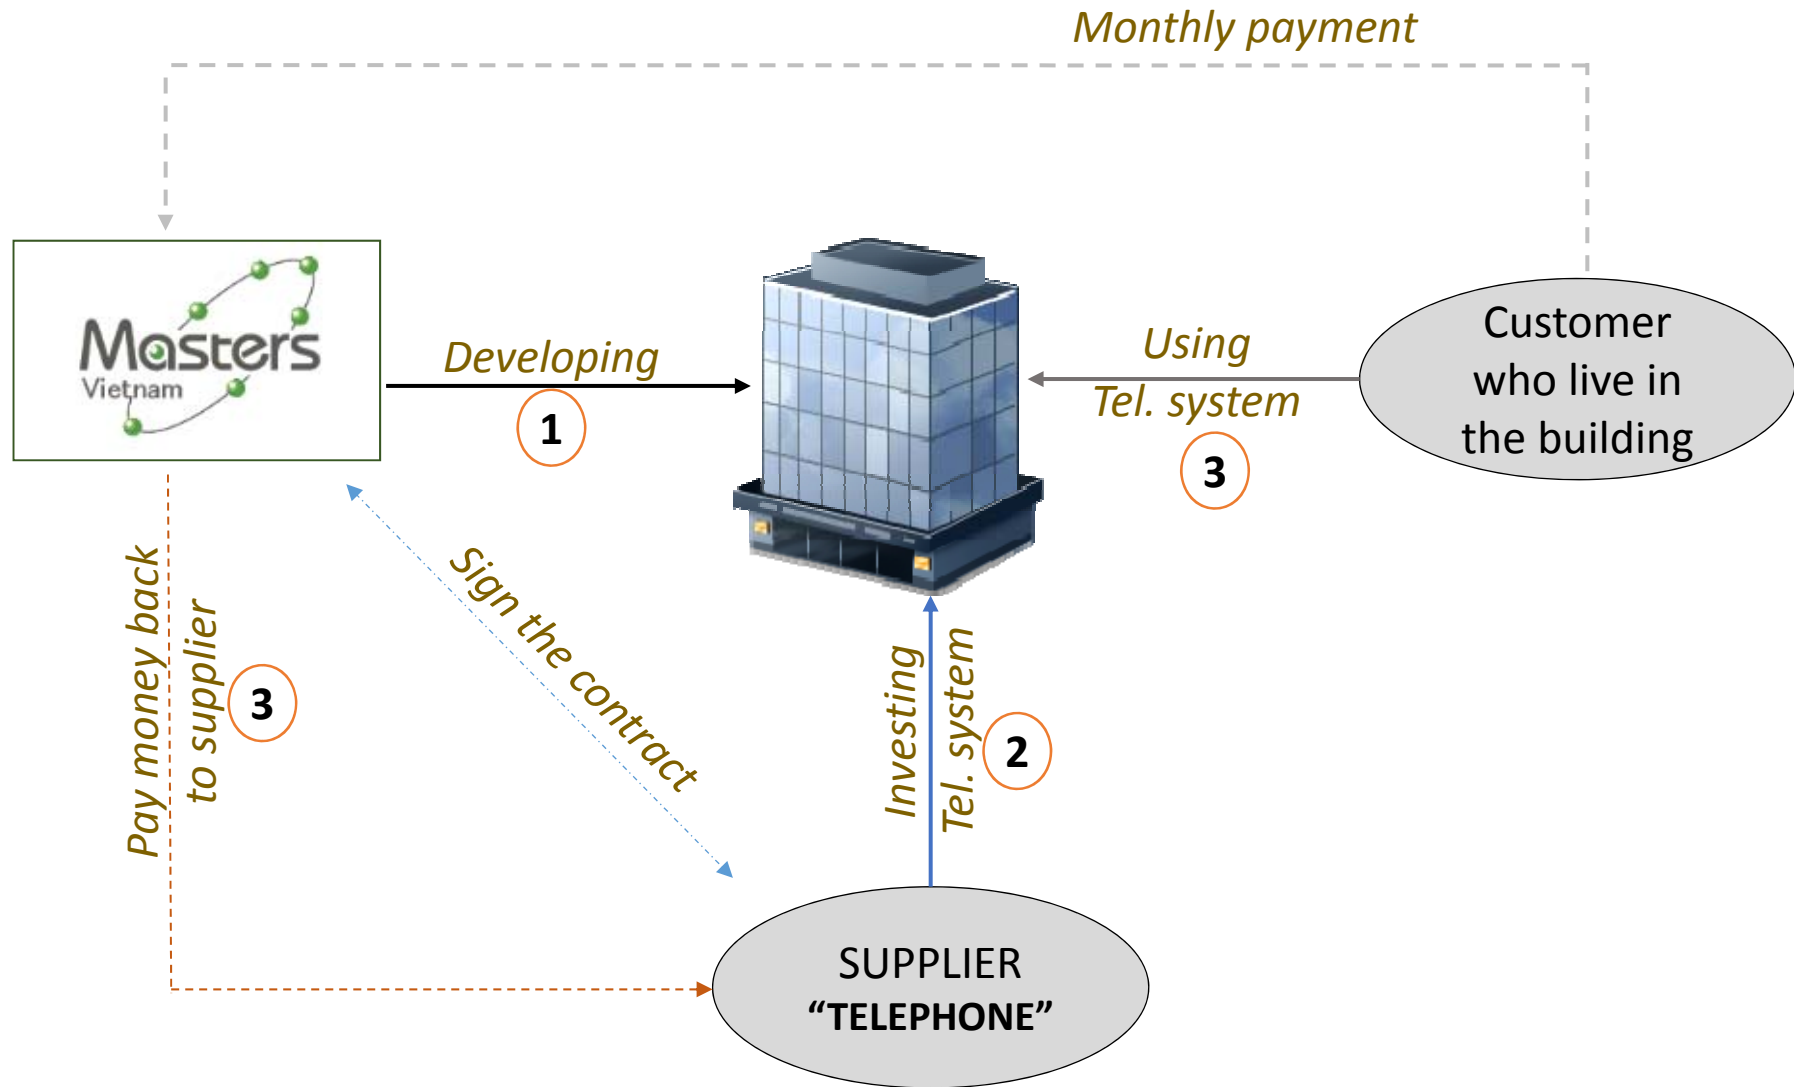 Monthly payment
Masters
Vietnam
Developing
1
Using
Tel. system
3
Customer
who live in
the building
Pay money back
to supplier
3
Sign the contract
Investing
Tel. system
2
SUPPLIER
“TELEPHONE”